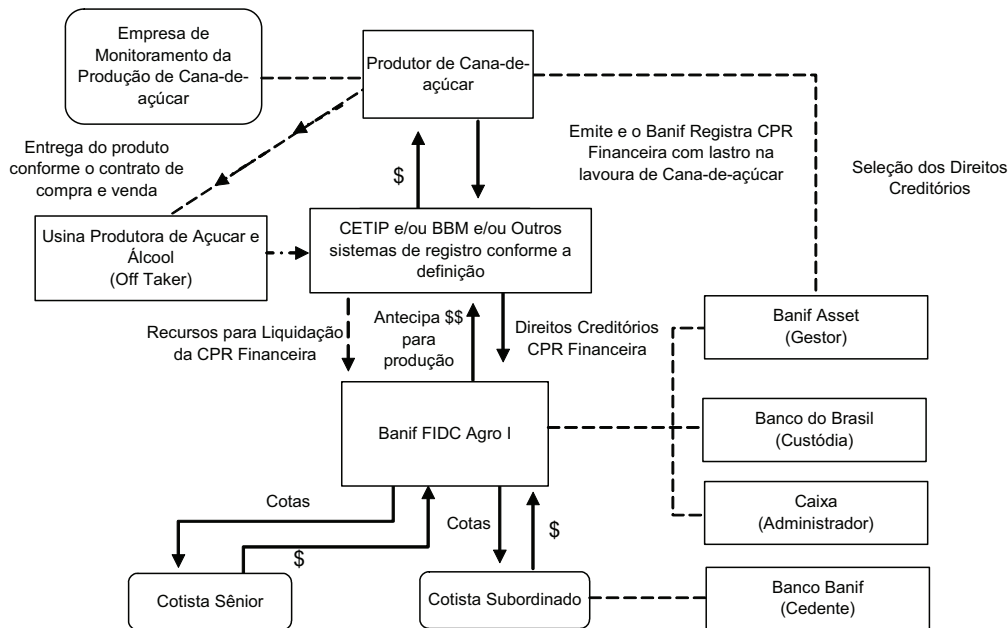 Empresa de
Monitoramento da
Produção de Cana-de-
açúcar
Produtor de Cana-de-
açúcar
Entrega do produto
conforme o contrato de
compra e venda
$
Emite e o Banif Registra CPR
Financeira com lastro na
lavoura de Cana-de-açúcar
Seleção dos Direitos
Creditórios
Usina Produtora de Açucar e
Álcool
(Off Taker)
CETIP e/ou BBM e/ou Outros
sistemas de registro conforme a
definição
Recursos para Liquidação
da CPR Financeira
Antecipa $$
para
produção
Direitos Creditórios
CPR Financeira
Banif Asset
(Gestor)
Banif FIDC Agro I
Banco do Brasil
(Custódia)
Caixa
(Administrador)
Cotas
$
Cotas
$
Cotista Sênior
Cotista Subordinado
Banco Banif
(Cedente)